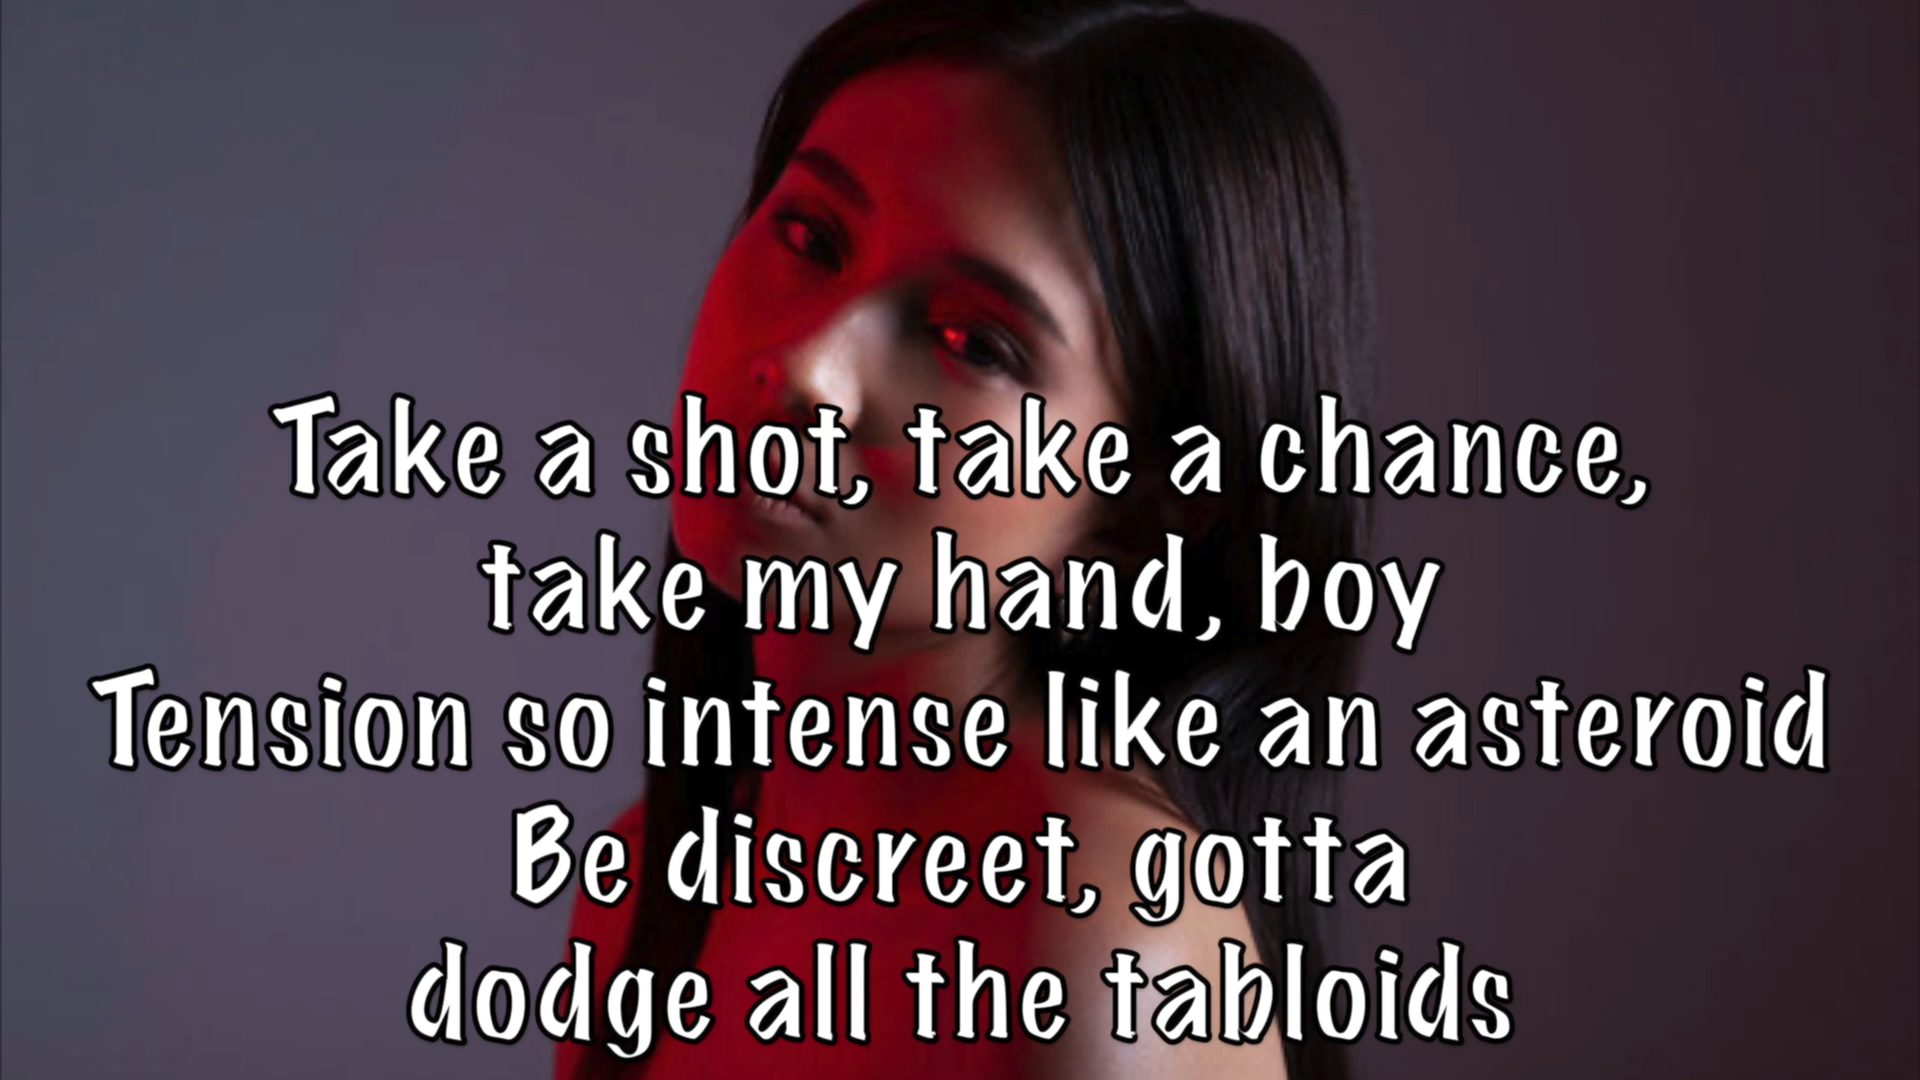 Take a shot, take a chance,
take my hand, boy
Tension so intense like an asteroid
Be discreet, gotta
dodge all the tabloids